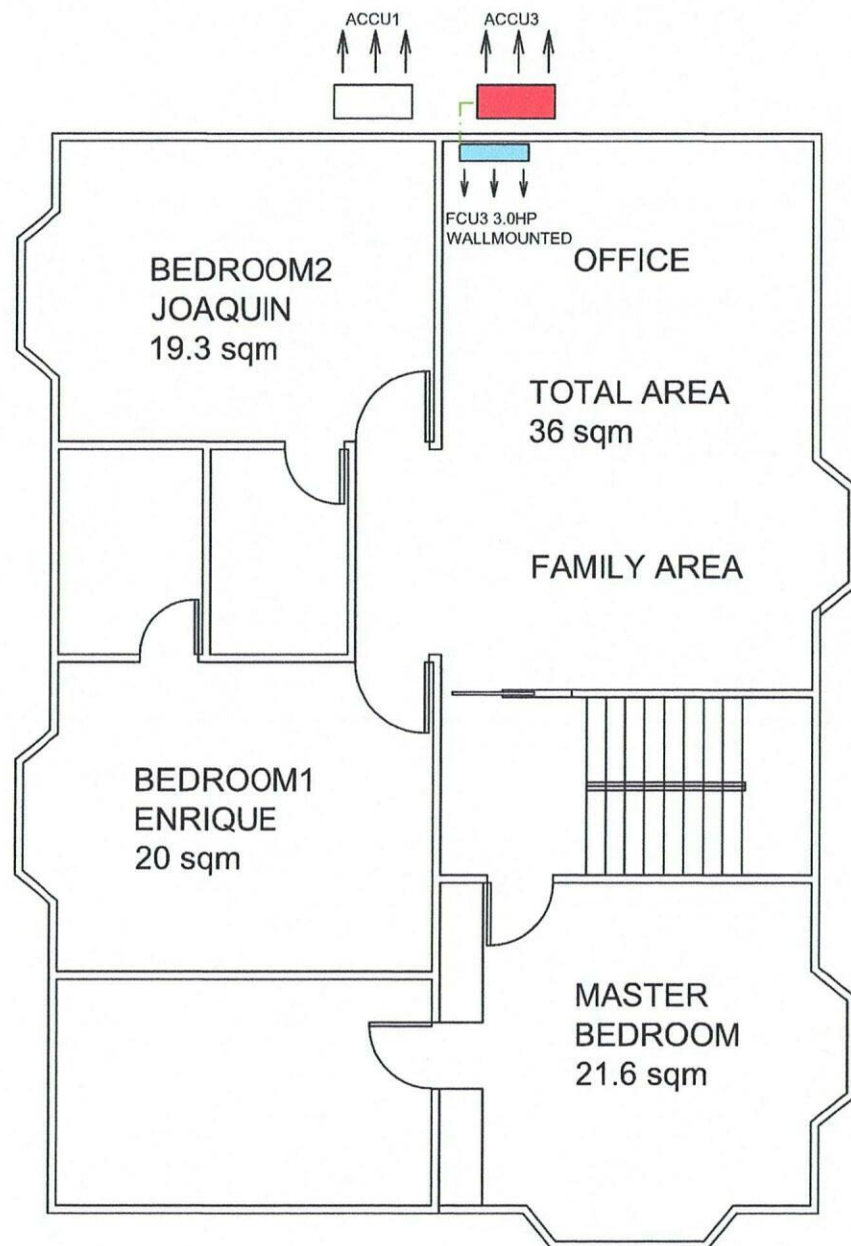 ACCU1
ACCU3
FCU3 3.0HP
WALLMOUNTED
OFFICE
BEDROOM2
JOAQUIN
19.3 sqm
TOTAL AREA
36 sqm
FAMILY AREA
BEDROOM1
ENRIQUE
20 sqm
MASTER
BEDROOM
21.6 sqm